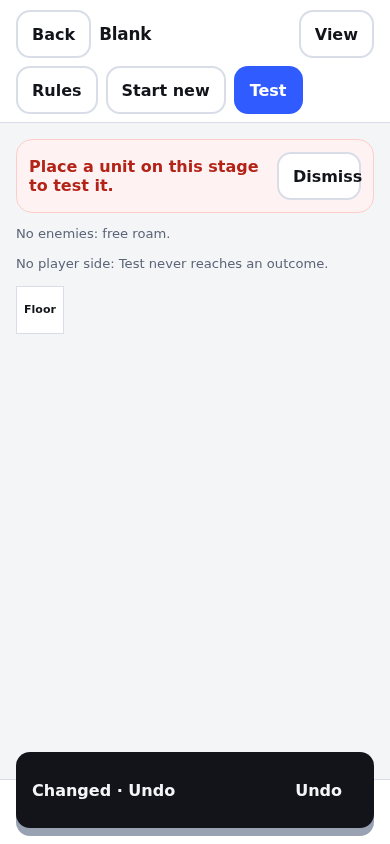 Back
Blank
View
Rules
Start new
Test
Place a unit on this stage
to test it.
Dismiss
No enemies: free roam.
No player side: Test never reaches an outcome.
Floor
Changed · Undo
Undo